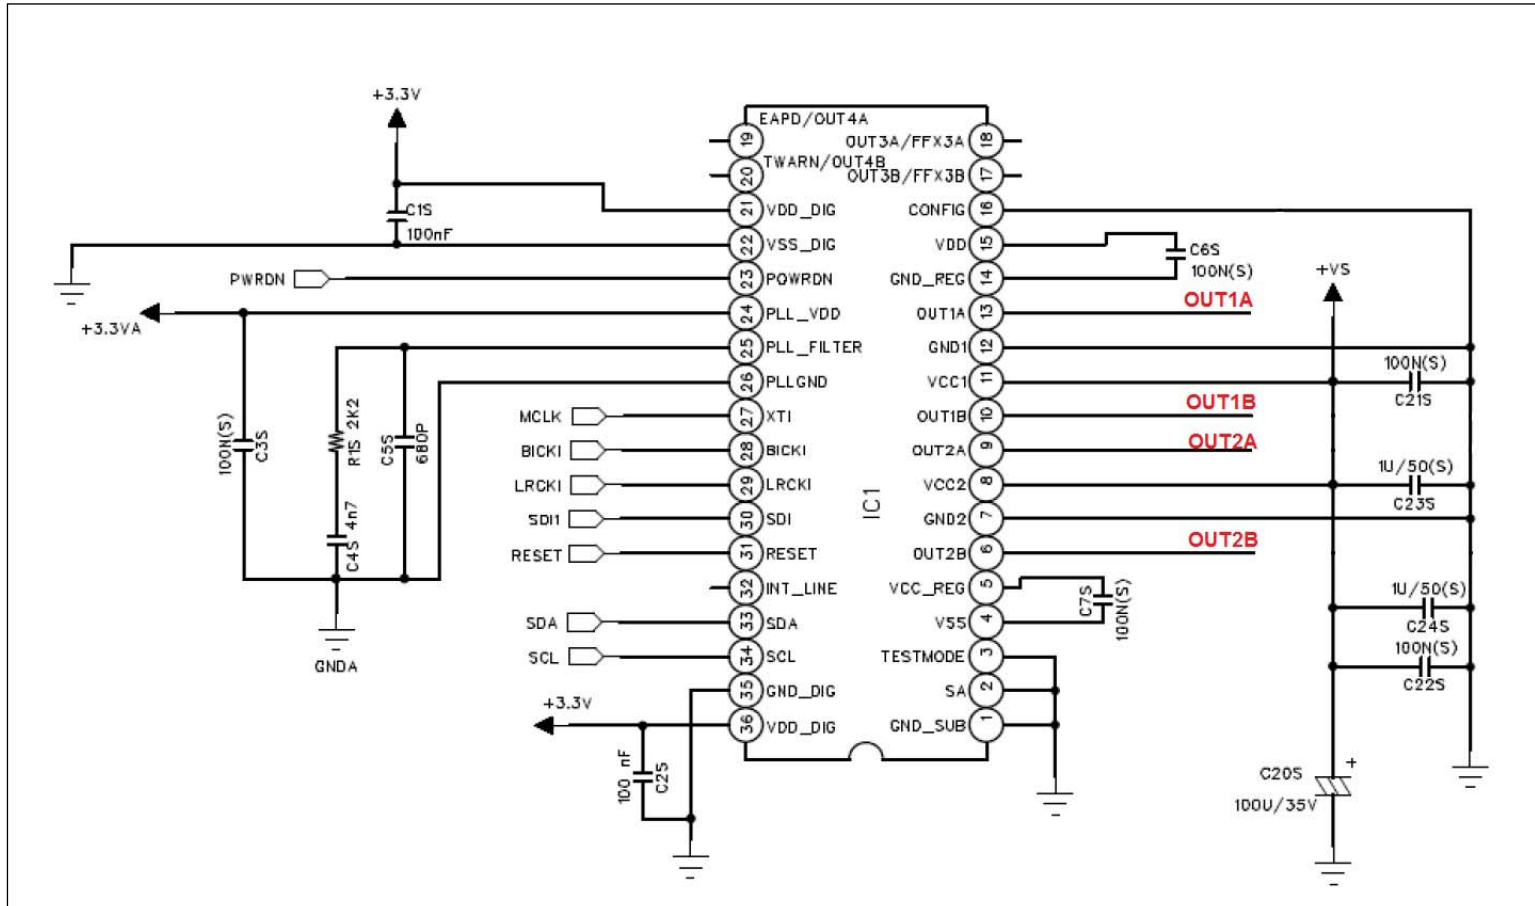 +3.3V
C1S
100nF
PWRDN
+3.3VA
100N(S)
C3S
R1S 2K2
C4S 4n7
C5S
680P
GNDA
MCLK
BICKI
LRCKI
SDI1
RESET
SDA
SCL
+3.3V
100 nF
C2S
19 EAPD/OUT4A
20 TWARN/OUT4B
21 VDD_DIG
22 VSS_DIG
23 POWRDN
24 PLL_VDD
25 PLL_FILTER
26 PLLGND
27 XTI
28 BICKI
29 LRCKI
30 SDI
31 RESET
32 INT_LINE
33 SDA
34 SCL
35 GND_DIG
36 VDD_DIG
IC1
OUT3A/FFX3A 18
OUT3B/FFX3B 17
CONFIG 16
VDD 15
GND_REG 14
OUT1A 13
GND1 12
VCC1 11
OUT1B 10
OUT2A 9
VCC2 8
GND2 7
OUT2B 6
VCC_REG 5
VSS 4
TESTMODE 3
SA 2
GND_SUB 1
C6S
100N(S)
OUT1A
OUT1B
OUT2A
OUT2B
C7S
100N(S)
+VS
100N(S)
C21S
1U/50(S)
C23S
1U/50(S)
C24S
100N(S)
C22S
C20S
+
100U/35V